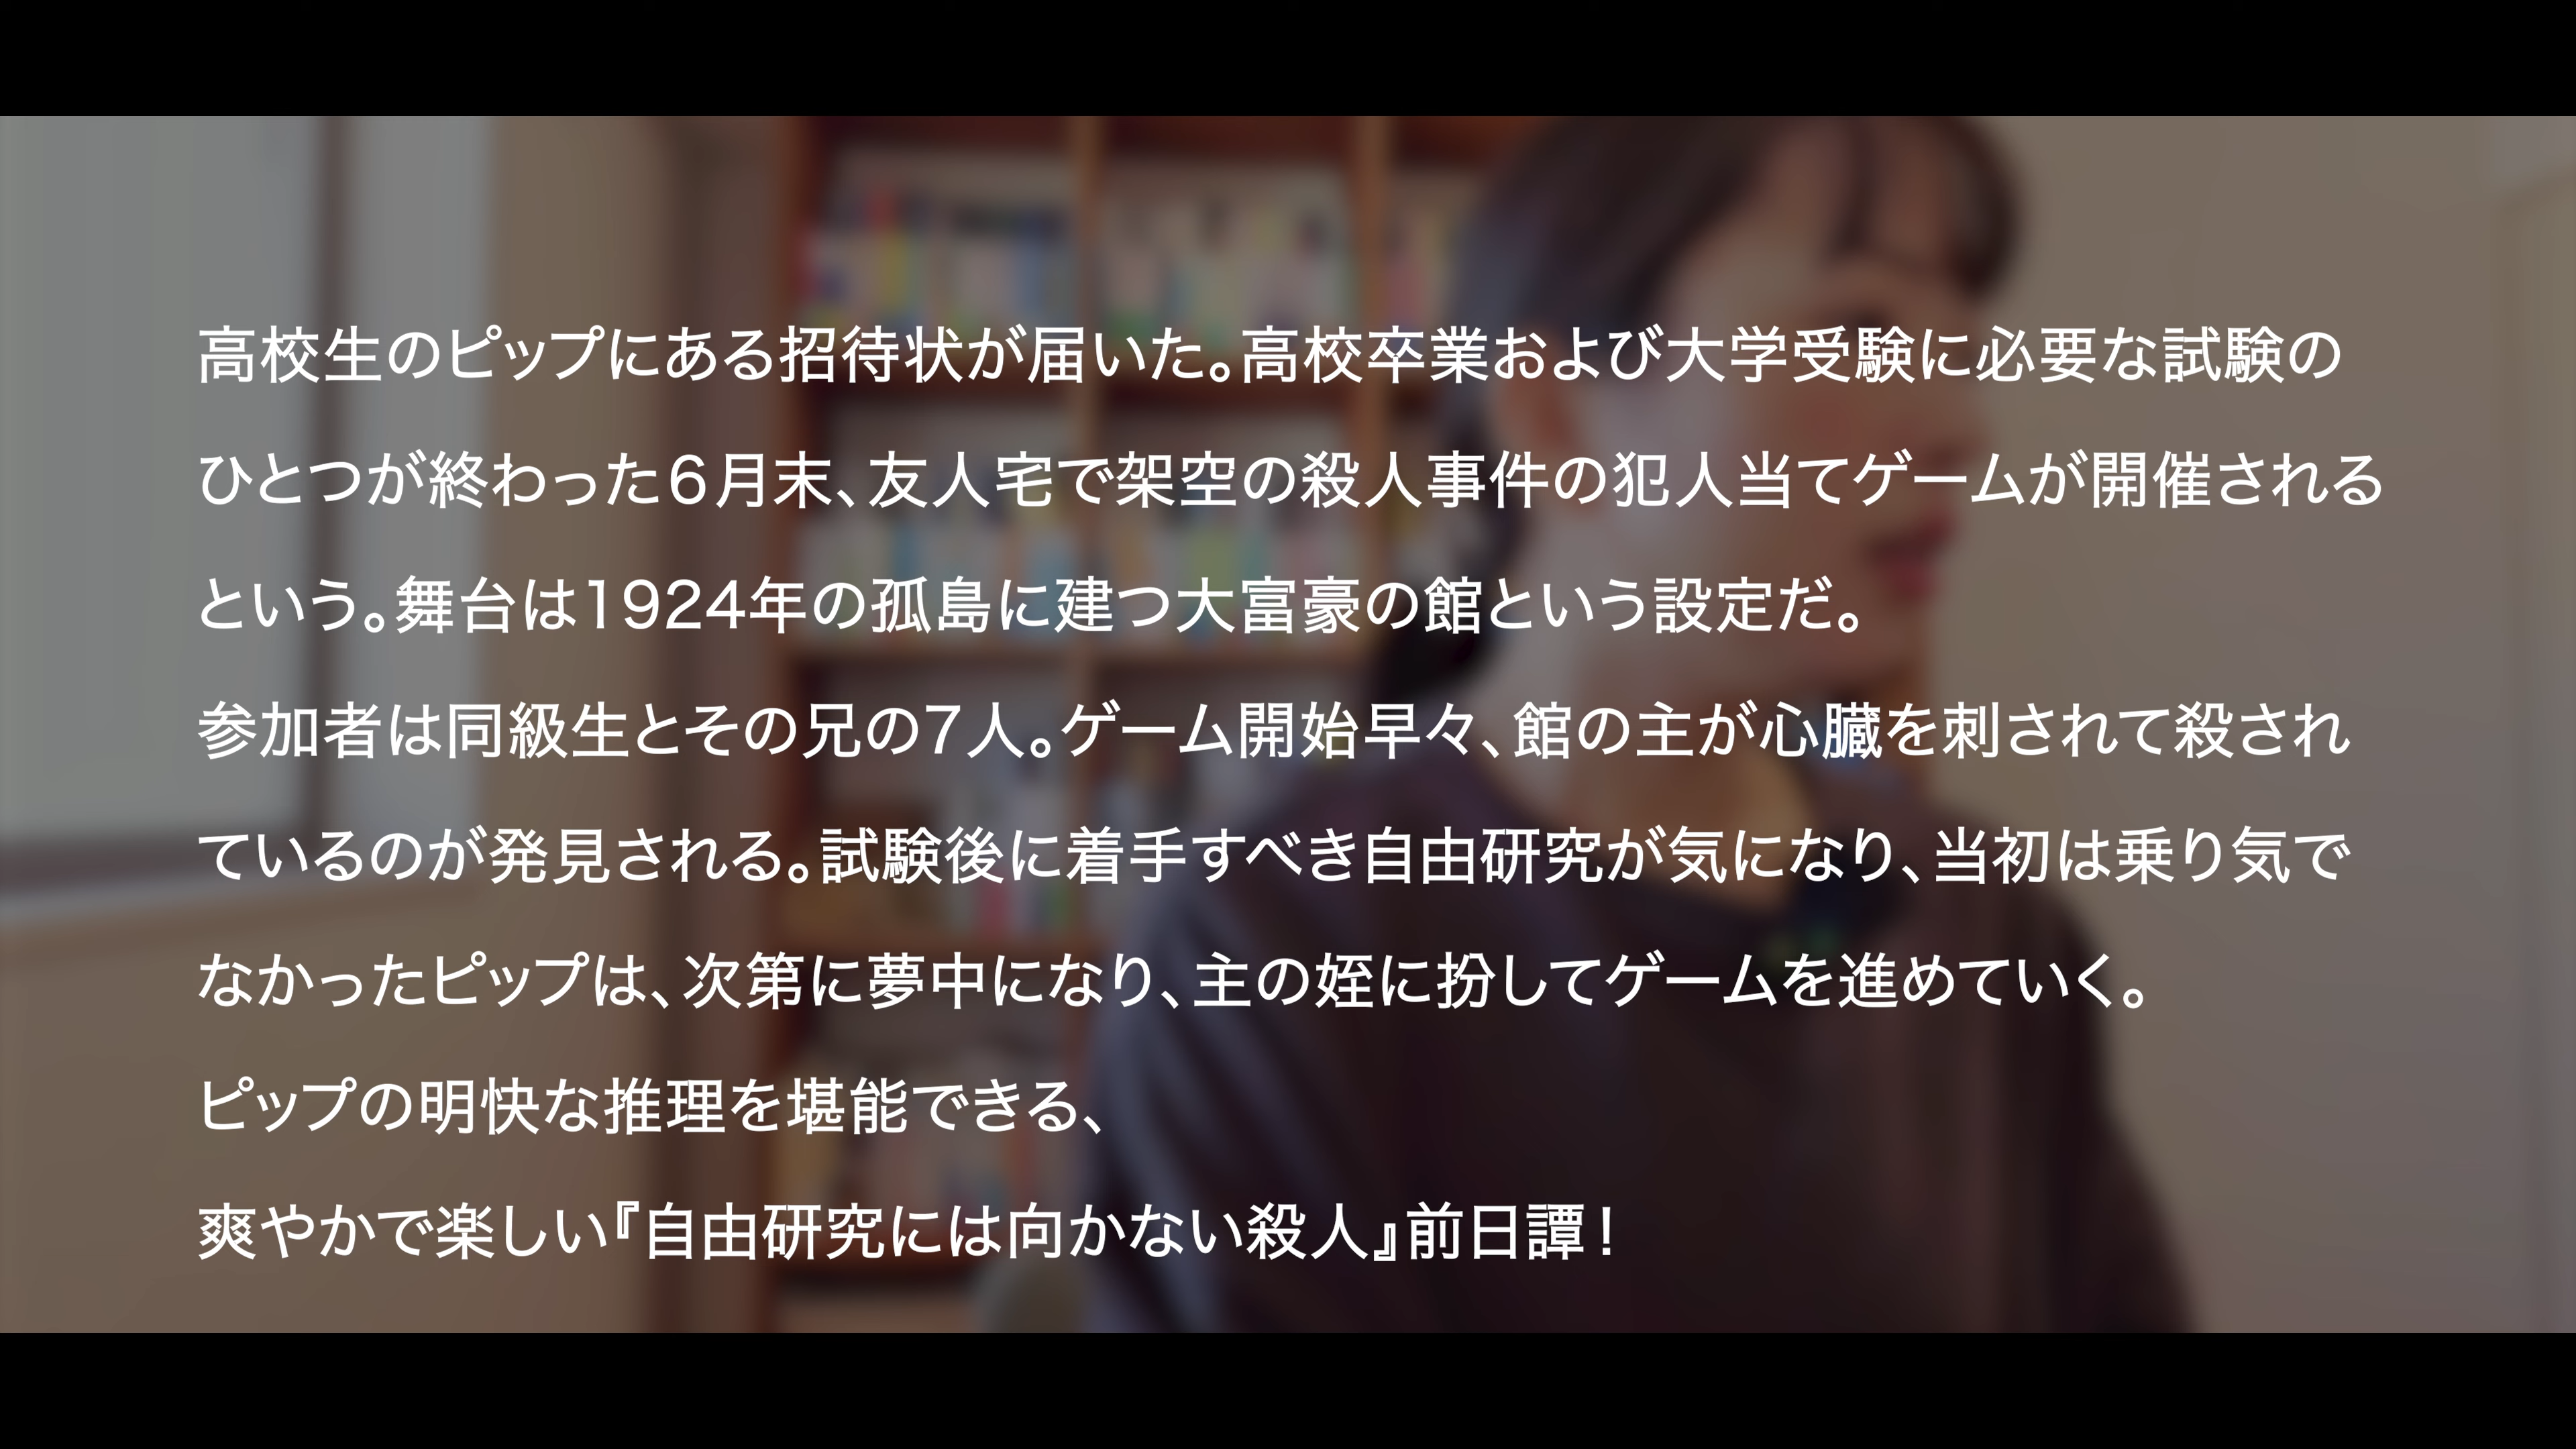 高校生のピップにある招待状が届いた。高校卒業および大学受験に必要な試験の
ひとつが終わった6月末、友人宅で架空の殺人事件の犯人当てゲームが開催される
という。舞台は1924年の孤島に建つ大富豪の館という設定だ。
参加者は同級生とその兄の7人。ゲーム開始早々、館の主が心臓を刺されて殺され
ているのが発見される。試験後に着手すべき自由研究が気になり、当初は乗り気で
なかったピップは、次第に夢中になり、主の姪に扮してゲームを進めていく。
ピップの明快な推理を堪能できる、
爽やかで楽しい『自由研究には向かない殺人』前日譚!